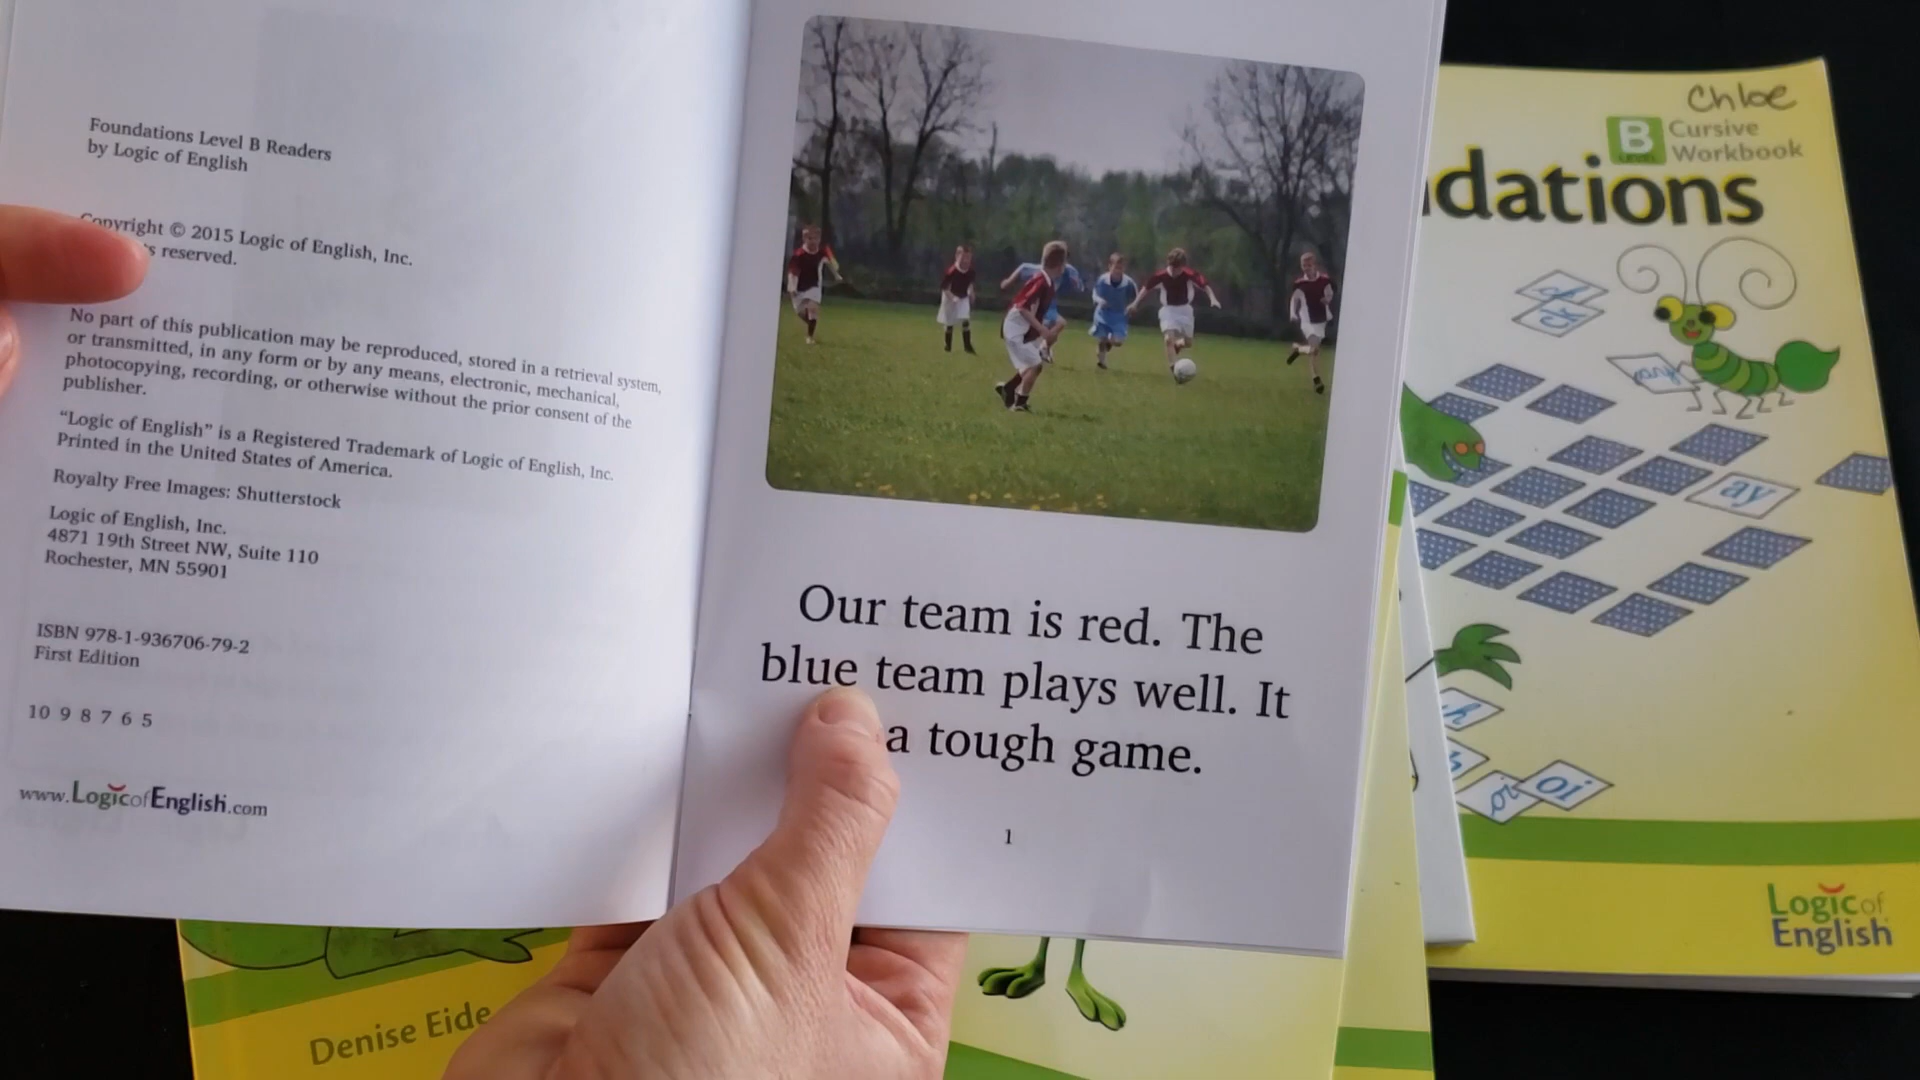 Foundations Level B Readers
by Logic of English
Copyright © 2015 Logic of English, Inc.
reserved.
No part of this publication may be reproduced, stored in a retrieval system,
or transmitted, in any form or by any means, electronic, mechanical,
photocopying, recording, or otherwise without the prior consent of the
publisher.
"Logic of English" is a Registered Trademark of Logic of English, Inc.
Printed in the United States of America.
Royalty Free Images: Shutterstock
Logic of English, Inc.
4871 19th Street NW, Suite 110
Rochester, MN 55901
ISBN 978-1-936706-79-2
First Edition
10 9 8 7 6 5
www.LogicofEnglish.com
Our team is red. The
blue team plays well. It
a tough game.
1
Chloe
B
LEVEL
Cursive
Workbook
dations
ck
ay
oi
Logic of
English
Denise Eide